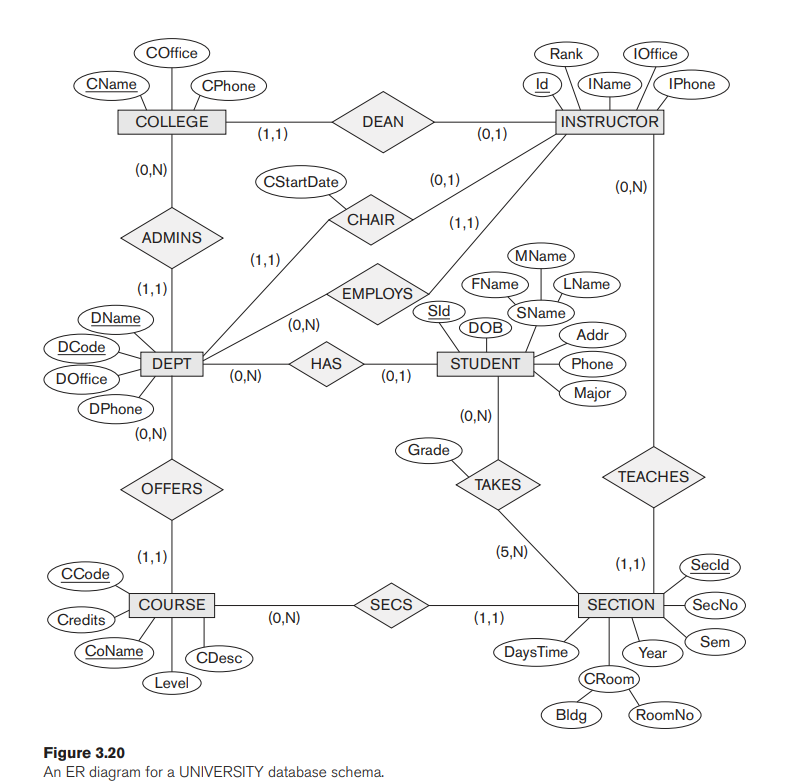 COffice
CName
CPhone
COLLEGE
(1,1)
DEAN
(0,1)
Rank
IOffice
Id
IName
IPhone
INSTRUCTOR
(0,N)
ADMINS
(1,1)
CStartDate
CHAIR
(0,1)
(1,1)
(1,1)
EMPLOYS
(0,N)
(0,N)
DName
DCode
DOffice
DPhone
DEPT
(0,N)
HAS
(0,1)
MName
FName
LName
SName
SId
DOB
Addr
Phone
Major
STUDENT
(0,N)
OFFERS
(1,1)
(0,N)
Grade
TAKES
(5,N)
TEACHES
(1,1)
CCode
Credits
CoName
Level
CDesc
COURSE
(0,N)
SECS
(1,1)
SECTION
SecId
SecNo
Sem
Year
DaysTime
CRoom
Bldg
RoomNo
Figure 3.20
An ER diagram for a UNIVERSITY database schema.